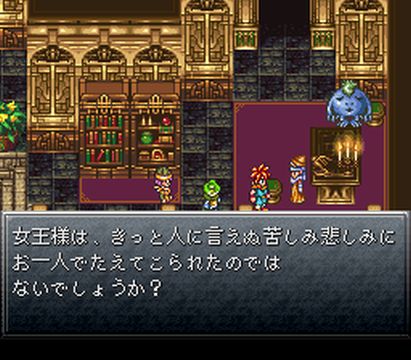 女王様は、きっと人に言えぬ苦しみ悲しみに
お一人でたえてこられたのでは
ないでしょうか?